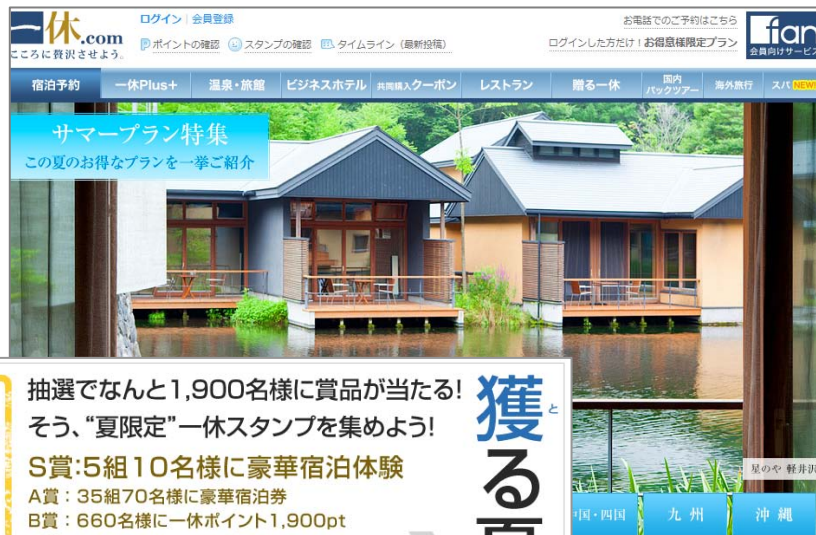 一休.com
こころに贅沢させよう。
ログイン 会員登録
ポイントの確認 スタンプの確認 タイムライン（最新投稿）
お電話でのご予約はこちら
ログインした方だけ！お得意様限定プラン
会員向けサービス
宿泊予約 一休Plus+ 温泉・旅館 ビジネスホテル 共同購入クーポン レストラン 贈る一休 国内パックツアー 海外旅行 スパ NEW!
サマープラン特集
この夏のお得なプランを一挙ご紹介
星のや 軽井沢
国・四国 九州 沖縄
抽選でなんと1,900名様に賞品が当たる!
そう、“夏限定”一休スタンプを集めよう!
S賞:5組10名様に豪華宿泊体験
A賞：35組70名様に豪華宿泊券
B賞：660名様に一休ポイント1,900pt
獲る
と